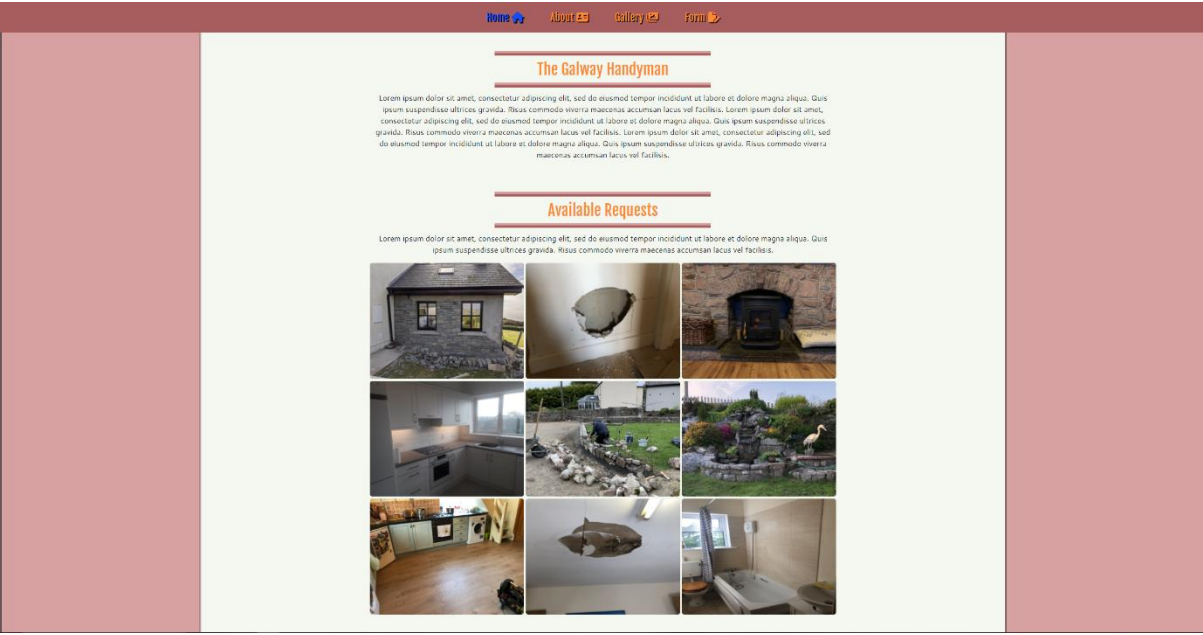 Home About Gallery Form
The Galway Handyman
Lorem ipsum dolor sit amet, consectetur adipiscing elit, sed do eiusmod tempor incididunt ut labore et dolore magna aliqua. Quis
ipsum suspendisse ultrices gravida. Risus commodo viverra maecenas accumsan lacus vel facilisis. Lorem ipsum dolor sit amet,
consectetur adipiscing elit, sed do eiusmod tempor incididunt ut labore et dolore magna aliqua. Quis ipsum suspendisse ultrices
gravida. Risus commodo viverra maecenas accumsan lacus vel facilisis. Lorem ipsum dolor sit amet, consectetur adipiscing elit, sed
do eiusmod tempor incididunt ut labore et dolore magna aliqua. Quis ipsum suspendisse ultrices gravida. Risus commodo viverra
maecenas accumsan lacus vel facilisis.
Available Requests
Lorem ipsum dolor sit amet, consectetur adipiscing elit, sed do eiusmod tempor incididunt ut labore et dolore magna aliqua. Quis
ipsum suspendisse ultrices gravida. Risus commodo viverra maecenas accumsan lacus vel facilisis.